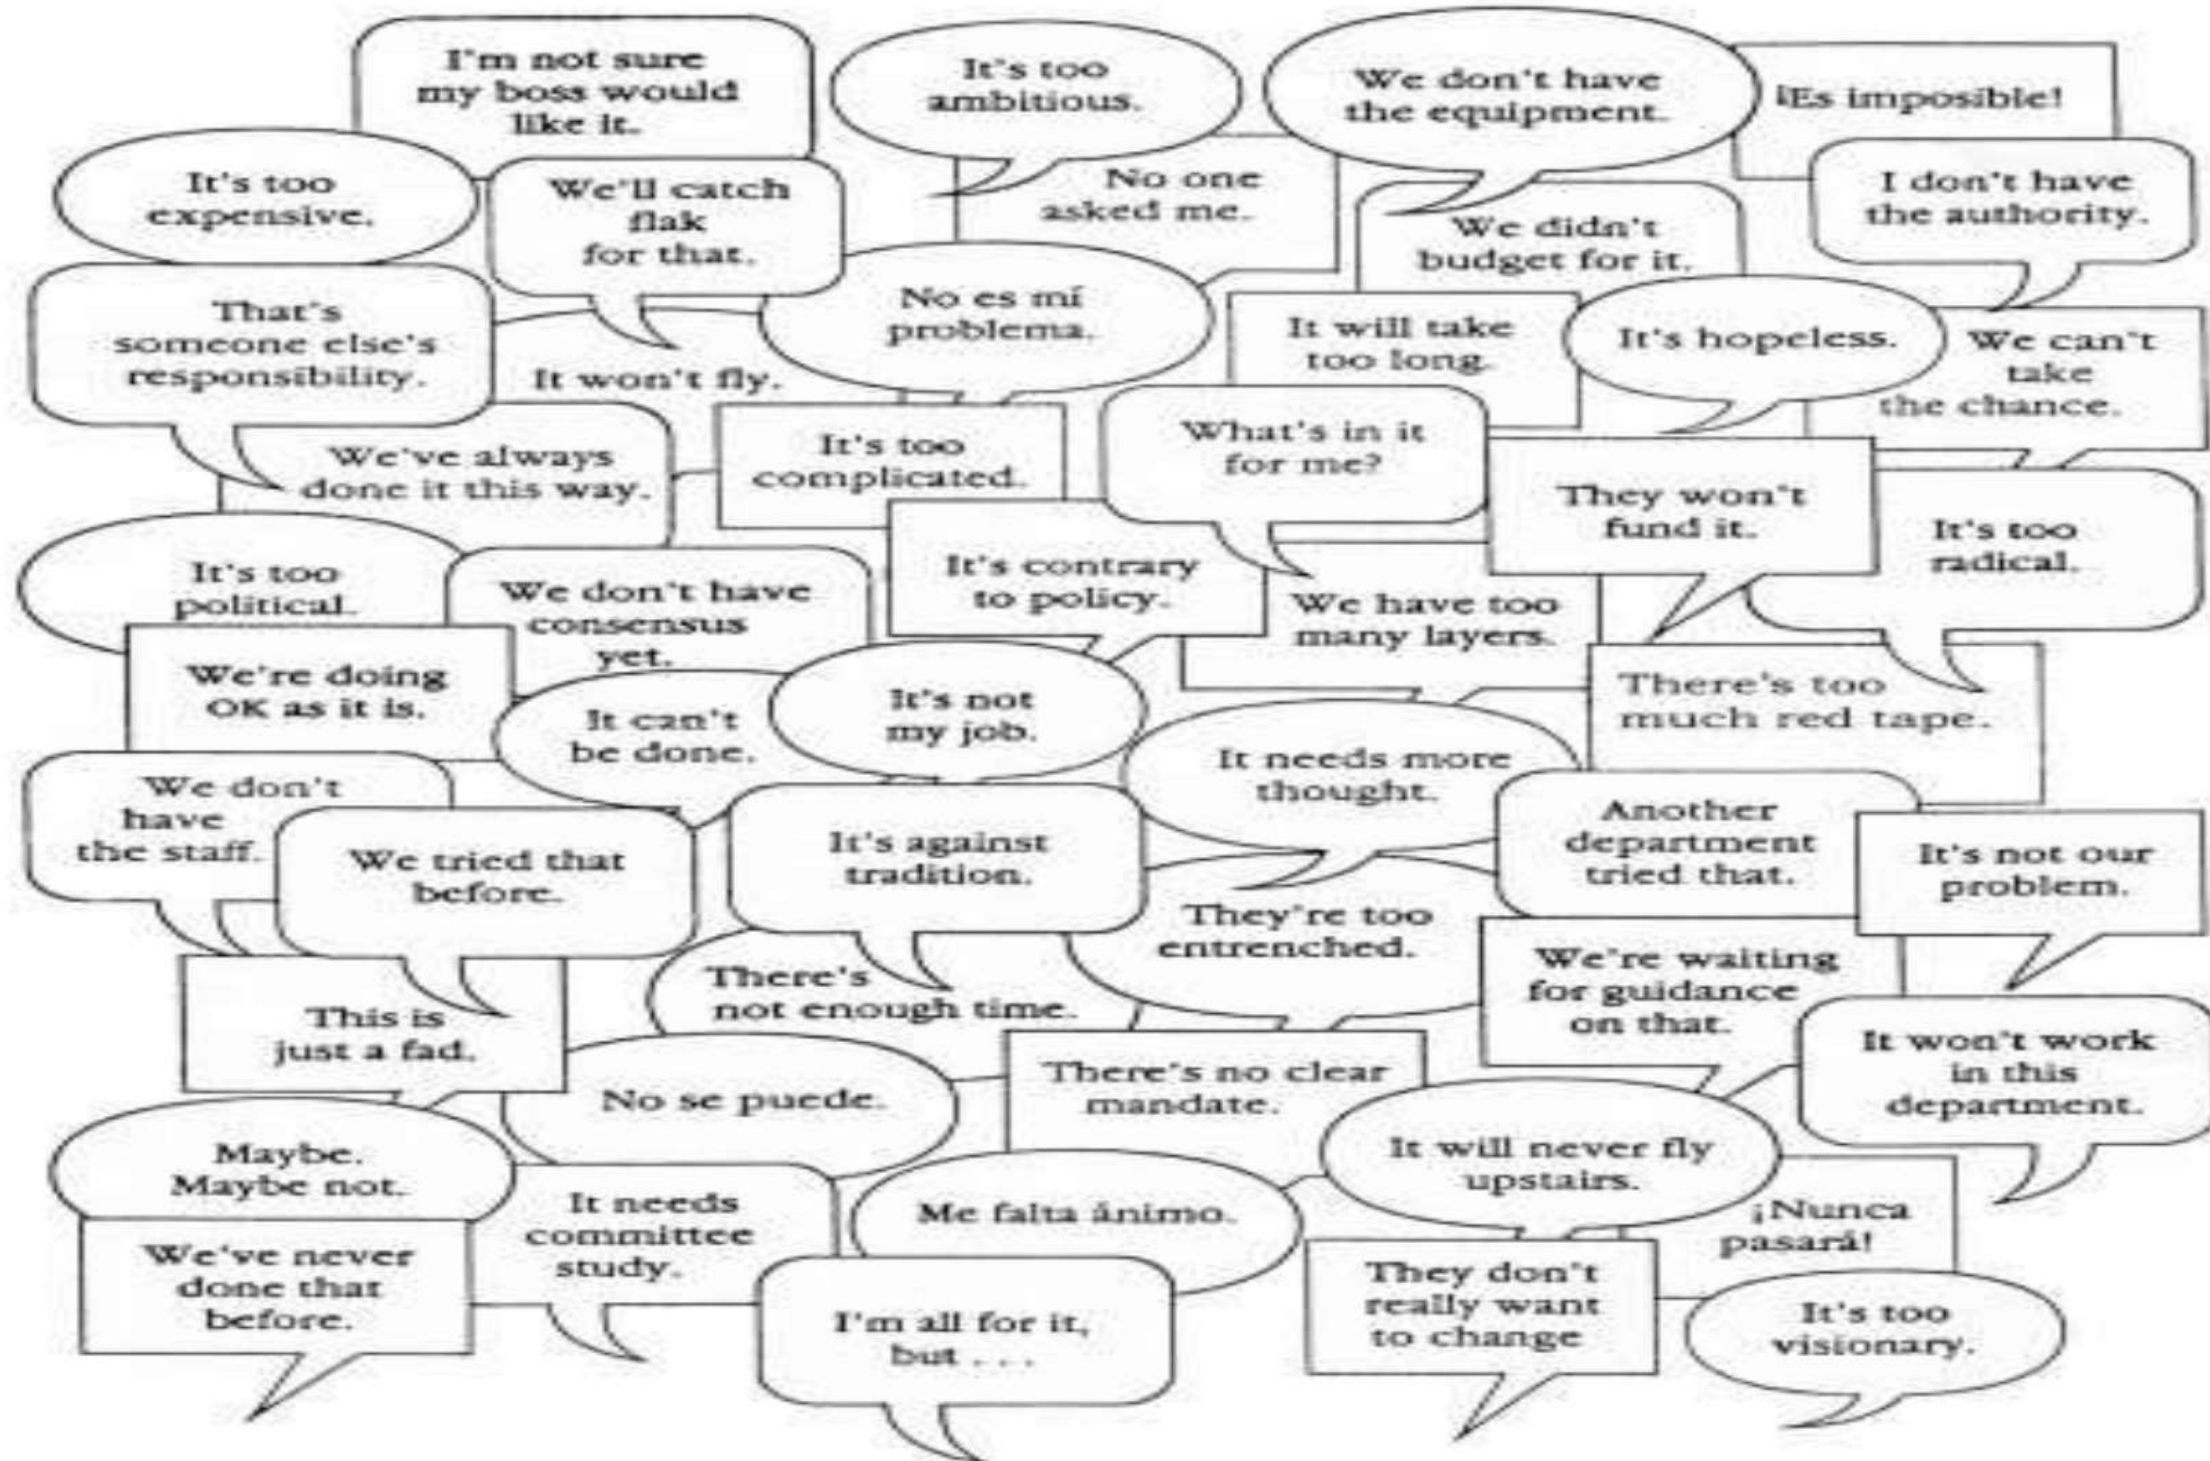 I'm not sure
my boss would
like it.
It's too
ambitious.
We don't have
the equipment.
¡Es imposible!
It's too
expensive.
We'll catch
flak
for that.
No one
asked me.
We didn't
budget for it.
I don't have
the authority.
That's
someone else's
responsibility.
It won't fly.
No es mí
problema.
It will take
too long.
It's hopeless.
We can't
take
the chance.
We've always
done it this way.
It's too
complicated.
What's in it
for me?
They won't
fund it.
It's too
radical.
It's too
political.
We don't have
consensus
yet.
It's contrary
to policy.
We have too
many layers.
We're doing
OK as it is.
It can't
be done.
It's not
my job.
It needs more
thought.
There's too
much red tape.
We don't
have
the staff.
We tried that
before.
It's against
tradition.
They're too
entrenched.
Another
department
tried that.
It's not our
problem.
This is
just a fad.
There's
not enough time.
We're waiting
for guidance
on that.
It won't work
in this
department.
No se puede.
There's no clear
mandate.
Maybe.
Maybe not.
It needs
committee
study.
Me falta ánimo.
It will never fly
upstairs.
¡Nunca
pasará!
We've never
done that
before.
I'm all for it,
but . . .
They don't
really want
to change
It's too
visionary.